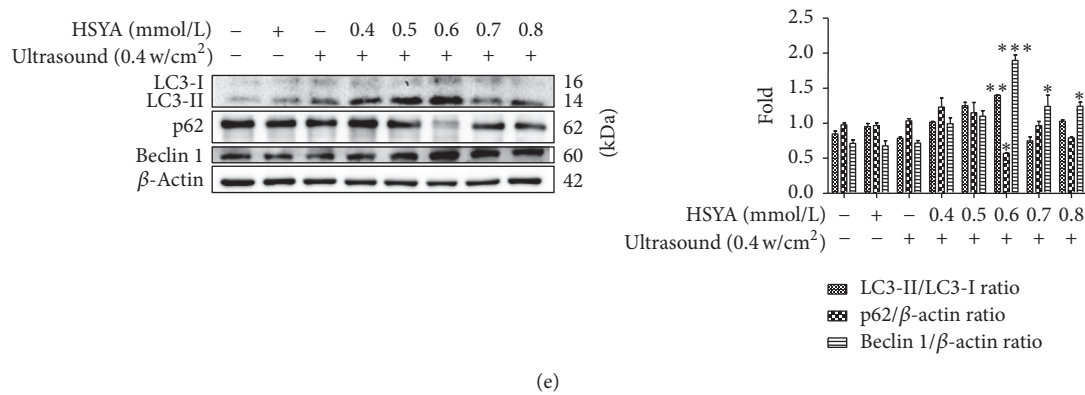 HSYA (mmol/L) − + − 0.4 0.5 0.6 0.7 0.8
Ultrasound (0.4 w/cm²) − − + + + + + +
LC3-I 16
LC3-II 14
p62 62
Beclin 1 60
β-Actin 42
(kDa)
Fold
2.5
2.0
1.5
1.0
0.5
0.0
***
**
*
*
*
HSYA (mmol/L) − + − 0.4 0.5 0.6 0.7 0.8
Ultrasound (0.4 w/cm²) − − + + + + + +
LC3-II/LC3-I ratio
p62/β-actin ratio
Beclin 1/β-actin ratio
(e)